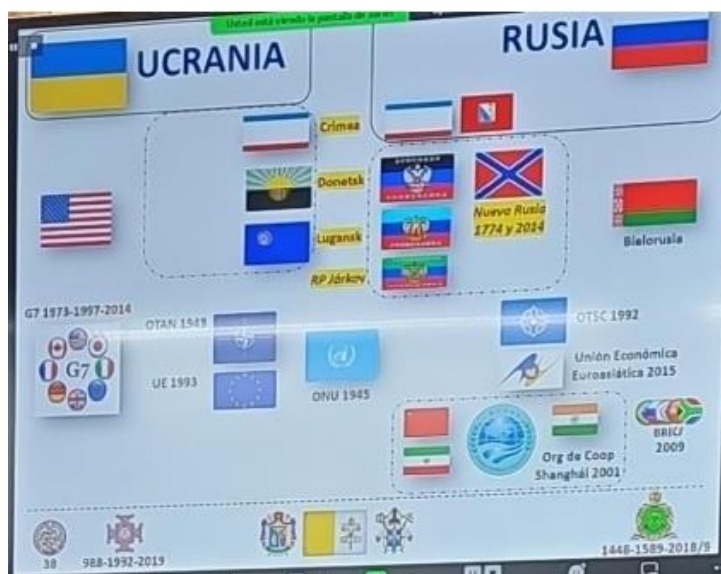 Usted está viendo la pantalla de
UCRANIA
RUSIA
Crimea
Donetsk
Lugansk
RP Járkov
Nueva Rusia
1774 y 2014
Bielorusia
G7 1973-1997-2014
G7
OTAN 1949
UE 1993
ONU 1945
OTSC 1992
Unión Económica
Euroasiática 2015
Org de Coop
Shanghái 2001
BRICS
2009
38
988-1992-2019
1448-1589-2018/9